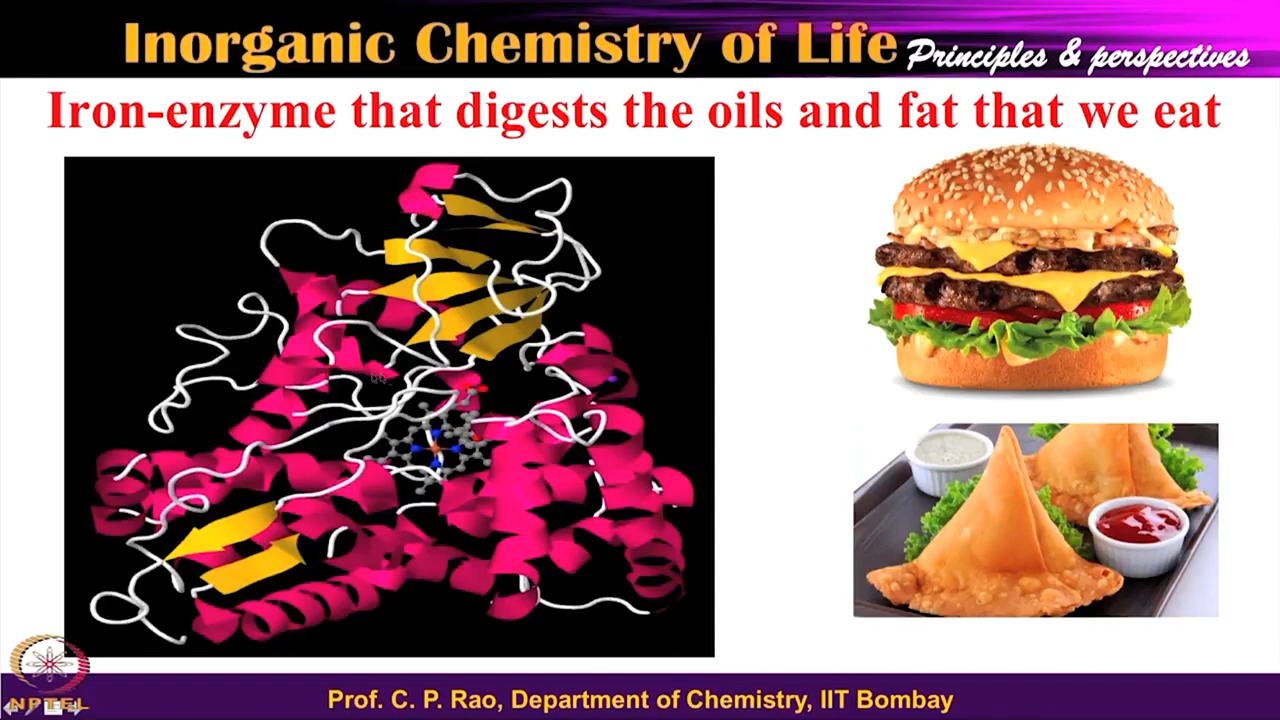 Inorganic Chemistry of Life Principles & perspectives
Iron-enzyme that digests the oils and fat that we eat
NPTEL
Prof. C. P. Rao, Department of Chemistry, IIT Bombay